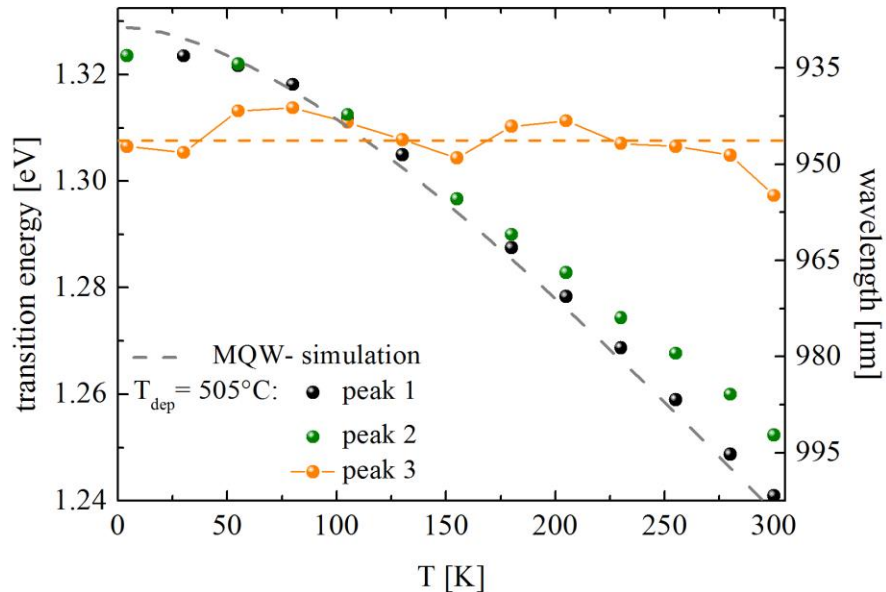 transition energy [eV]
1.32
1.30
1.28
1.26
1.24
MQW- simulation
T_dep= 505°C: peak 1
peak 2
peak 3
0 50 100 150 200 250 300
T [K]
935
950
965
980
995
wavelength [nm]